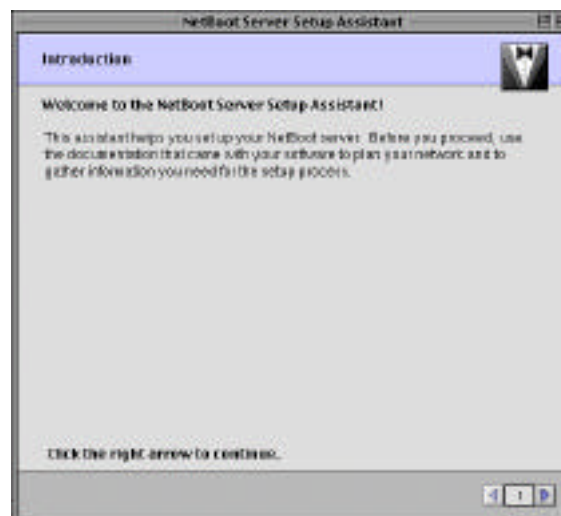 NetBoot Server Setup Assistant
Introduction
Welcome to the NetBoot Server Setup Assistant!
This assistant helps you set up your NetBoot server. Before you proceed, use
the documentation that came with your software to plan your network and to
gather information you need for the setup process.
Click the right arrow to continue.
1